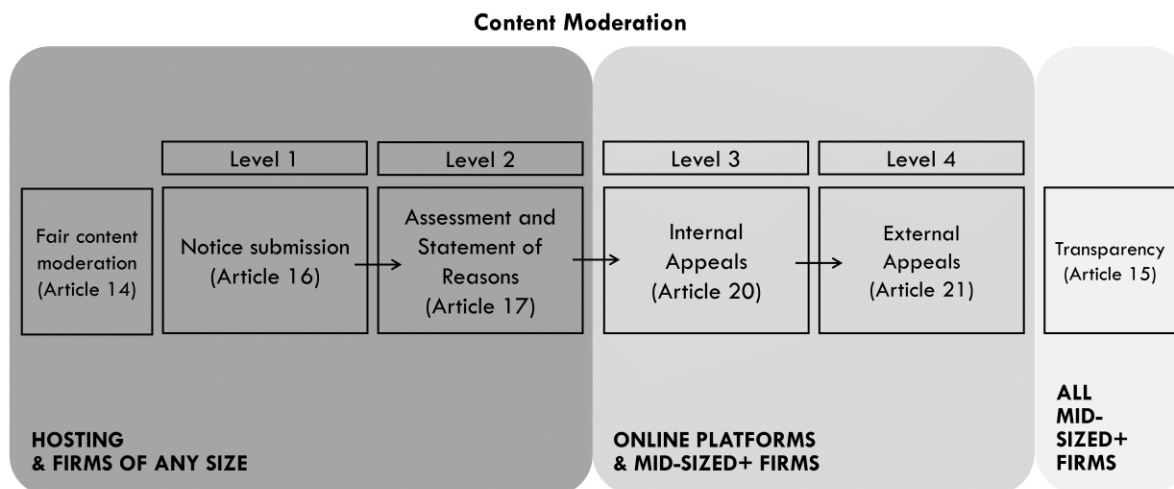 Content Moderation
Level 1
Level 2
Level 3
Level 4
Fair content
moderation
(Article 14)
Notice submission
(Article 16)
Assessment and
Statement of
Reasons
(Article 17)
Internal
Appeals
(Article 20)
External
Appeals
(Article 21)
Transparency
(Article 15)
HOSTING
& FIRMS OF ANY SIZE
ONLINE PLATFORMS
& MID-SIZED+ FIRMS
ALL
MID-
SIZED+
FIRMS